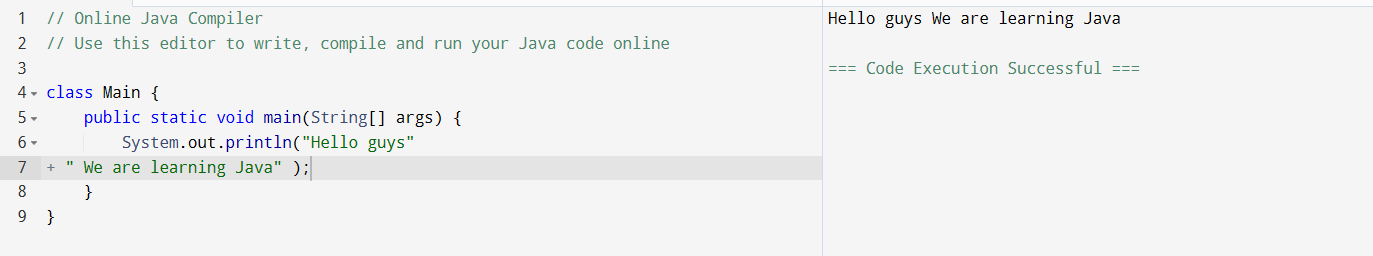 1 // Online Java Compiler
2 // Use this editor to write, compile and run your Java code online
3
4 class Main {
5     public static void main(String[] args) {
6         System.out.println("Hello guys"
7 + " We are learning Java" );
8     }
9 }
Hello guys We are learning Java
=== Code Execution Successful ===